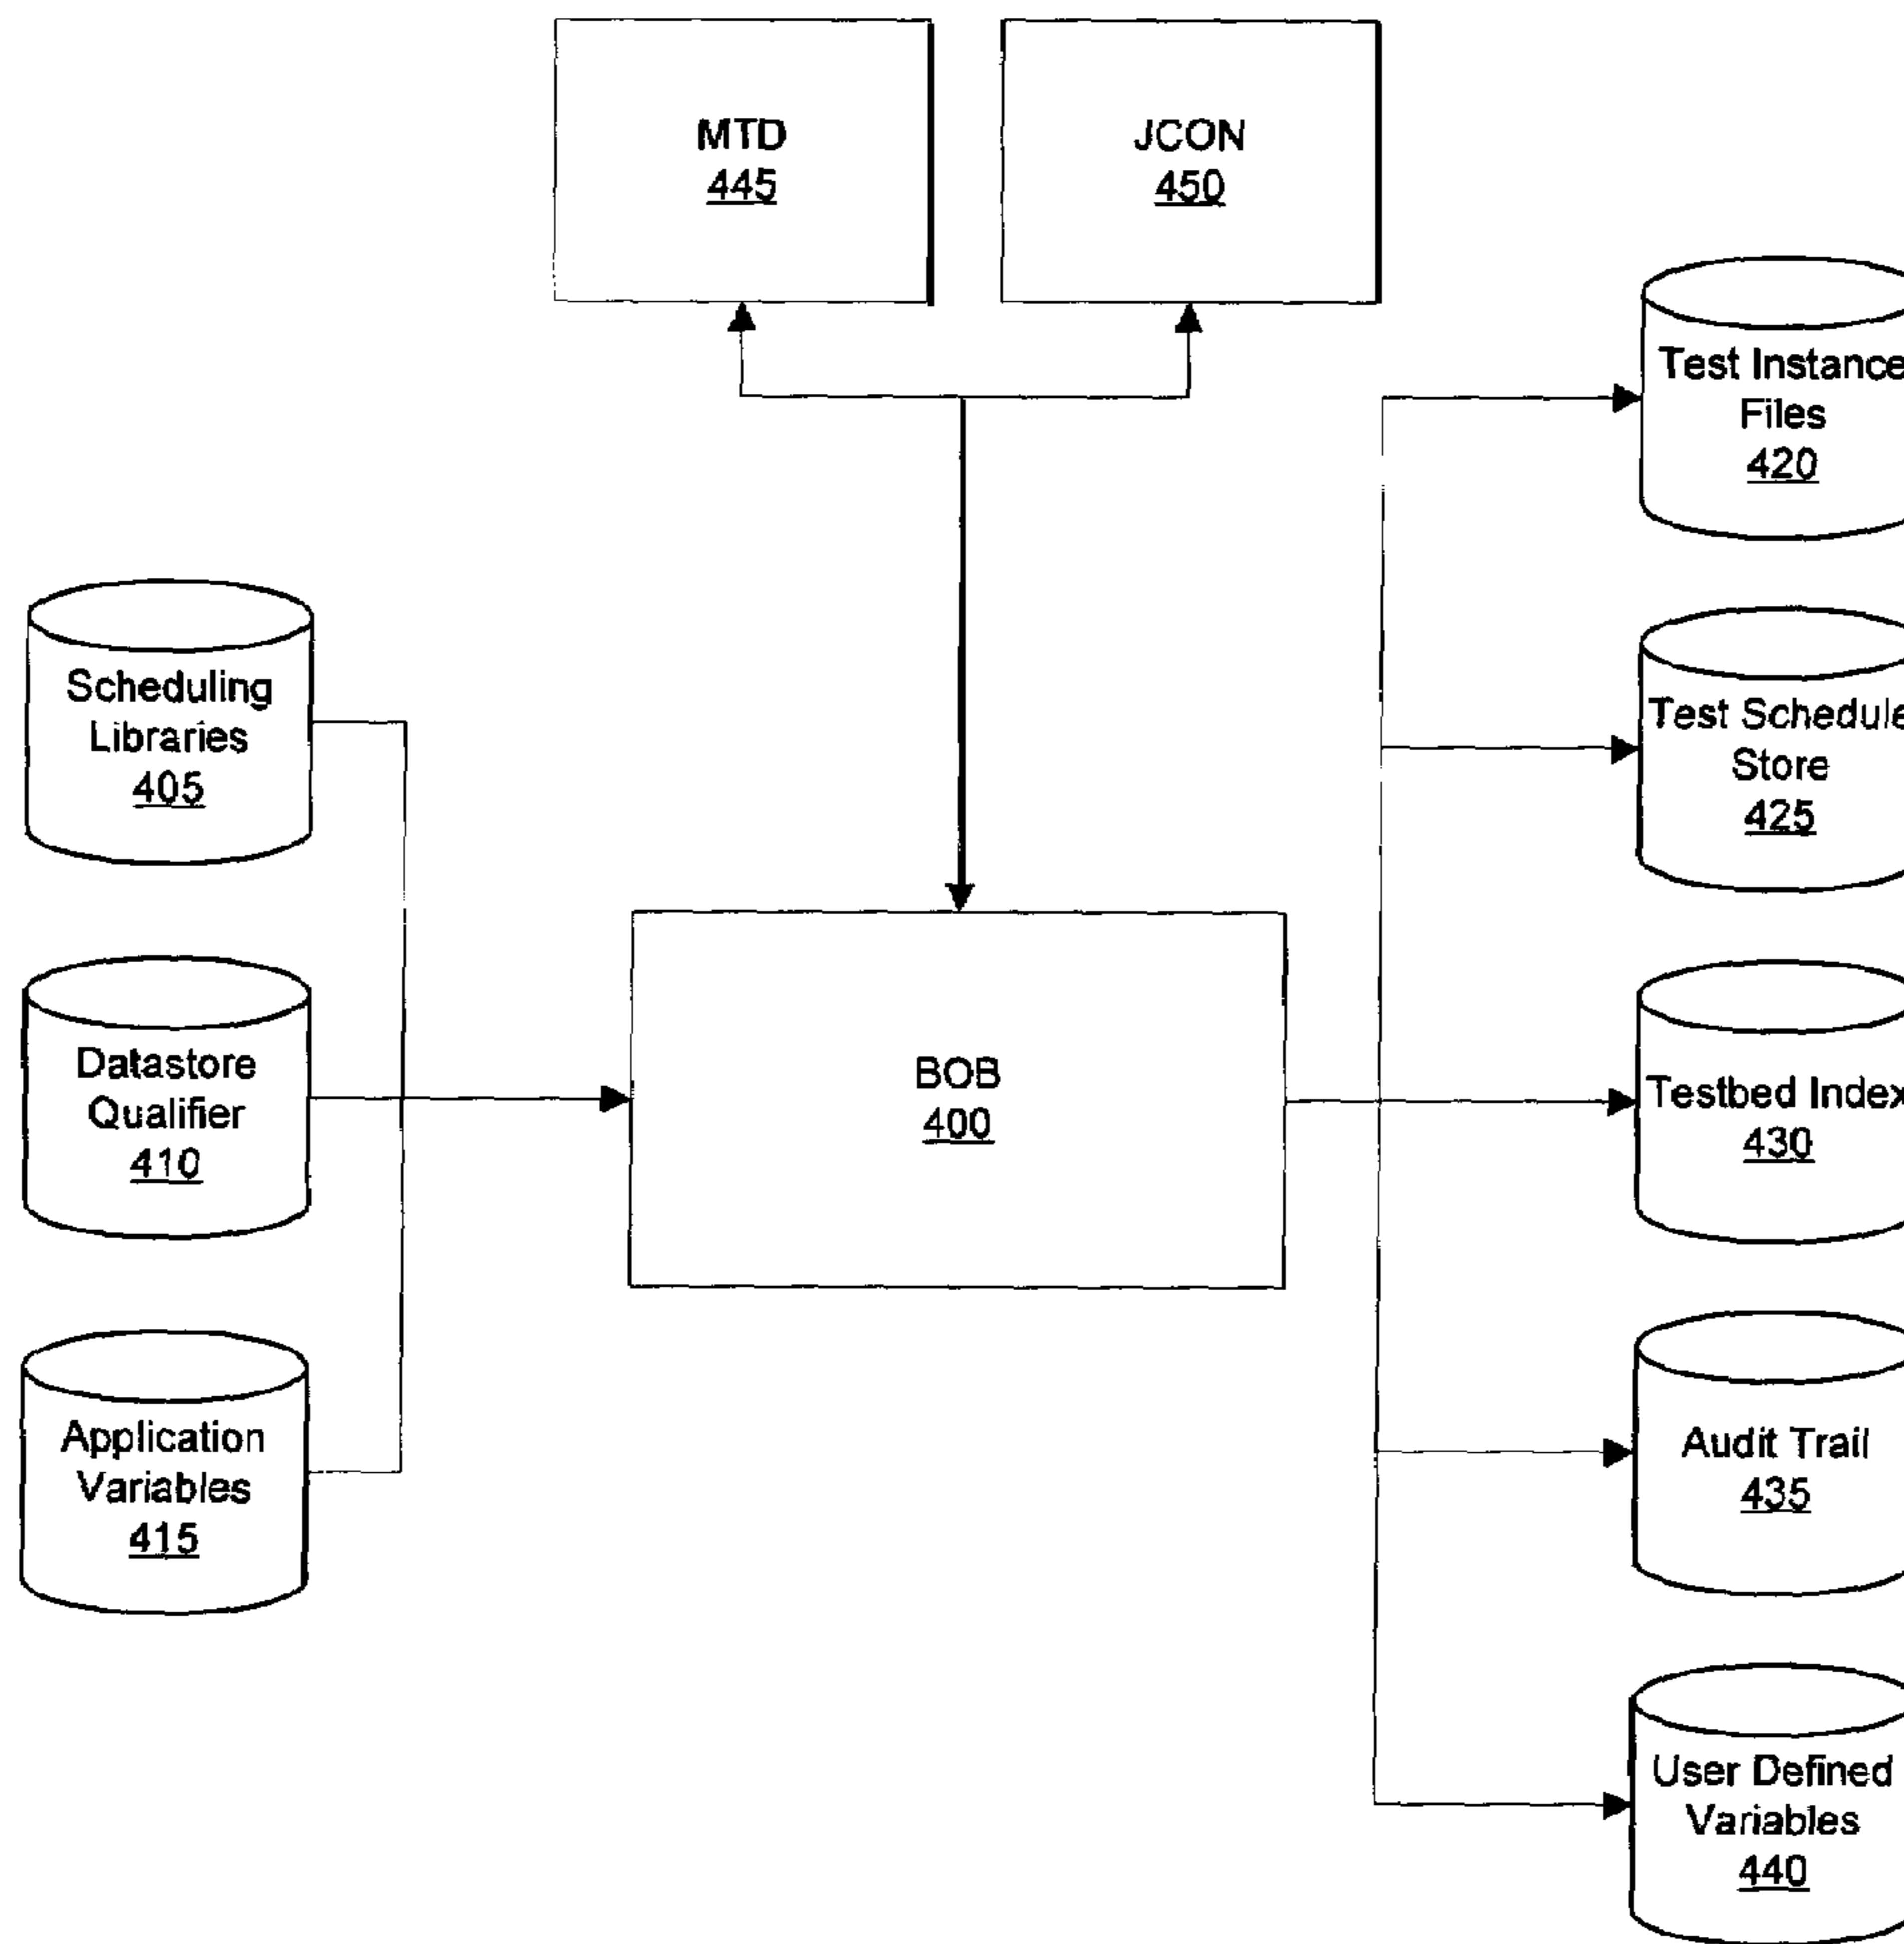 MTD
445
JCON
450
Test Instance
Files
420
Scheduling
Libraries
405
Test Schedule
Store
425
Datastore
Qualifier
410
BOB
400
Testbed Index
430
Application
Variables
415
Audit Trail
435
User Defined
Variables
440